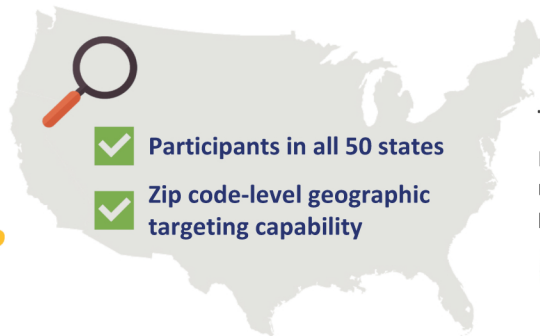 Participants in all 50 states
Zip code-level geographic
targeting capability